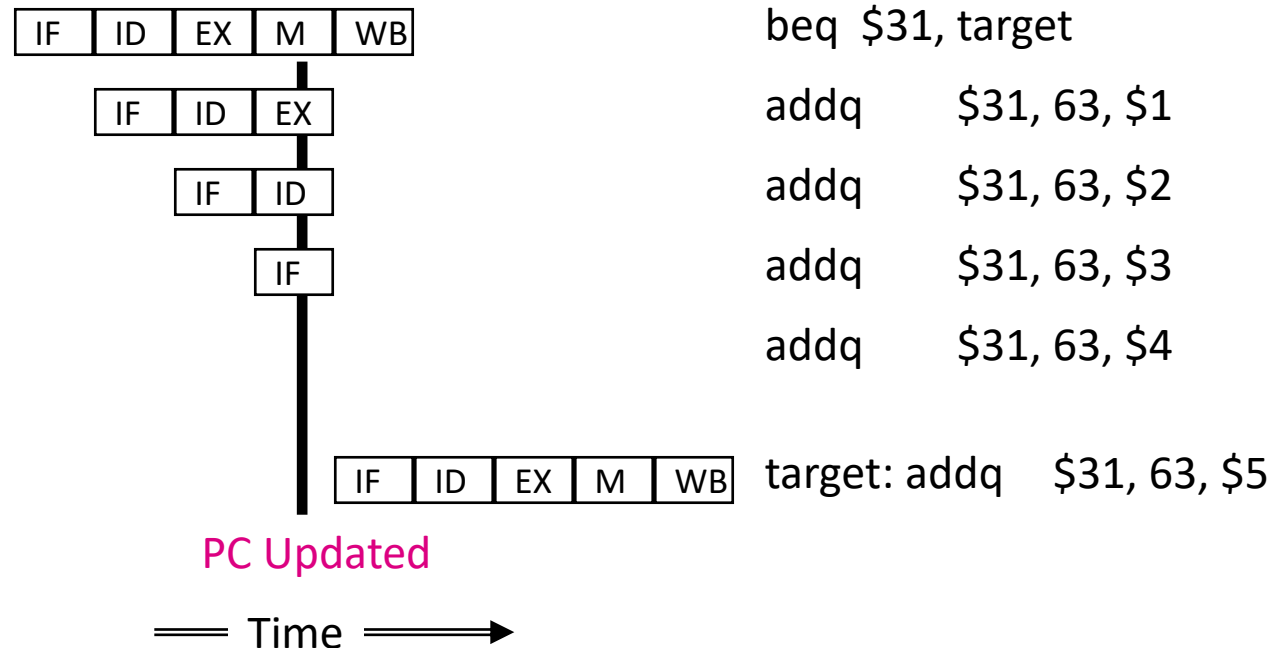 IF ID EX M WB beq $31, target
IF ID EX addq $31, 63, $1
IF ID addq $31, 63, $2
IF addq $31, 63, $3
addq $31, 63, $4
IF ID EX M WB target: addq $31, 63, $5
PC Updated
Time